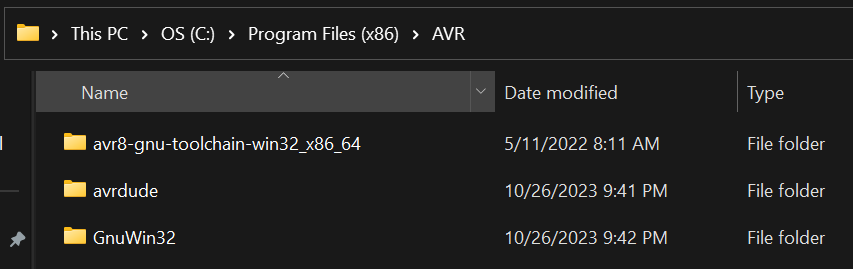 This PC > OS (C:) > Program Files (x86) > AVR
Name Date modified Type
avr8-gnu-toolchain-win32_x86_64 5/11/2022 8:11 AM File folder
avrdude 10/26/2023 9:41 PM File folder
GnuWin32 10/26/2023 9:42 PM File folder